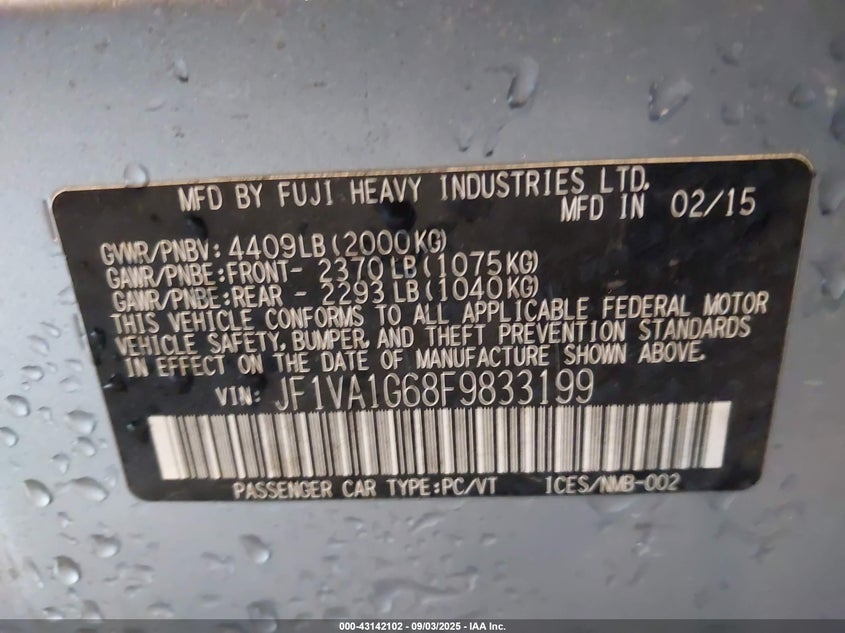 MFD BY FUJI HEAVY INDUSTRIES LTD.
MFD IN 02/15
GVWR/PNBV: 4409LB(2000KG)
GAWR/PNBE:FRONT- 2370LB(1075KG)
GAWR/PNBE:REAR - 2293LB(1040KG)
THIS VEHICLE CONFORMS TO ALL APPLICABLE FEDERAL MOTOR
VEHICLE SAFETY, BUMPER, AND THEFT PREVENTION STANDARDS
IN EFFECT ON THE DATE OF MANUFACTURE SHOWN ABOVE.
VIN: JF1VA1G68F9833199
PASSENGER CAR TYPE:PC/VT ICES/NMB-002
000-43142102 - 09/03/2025 - IAA Inc.